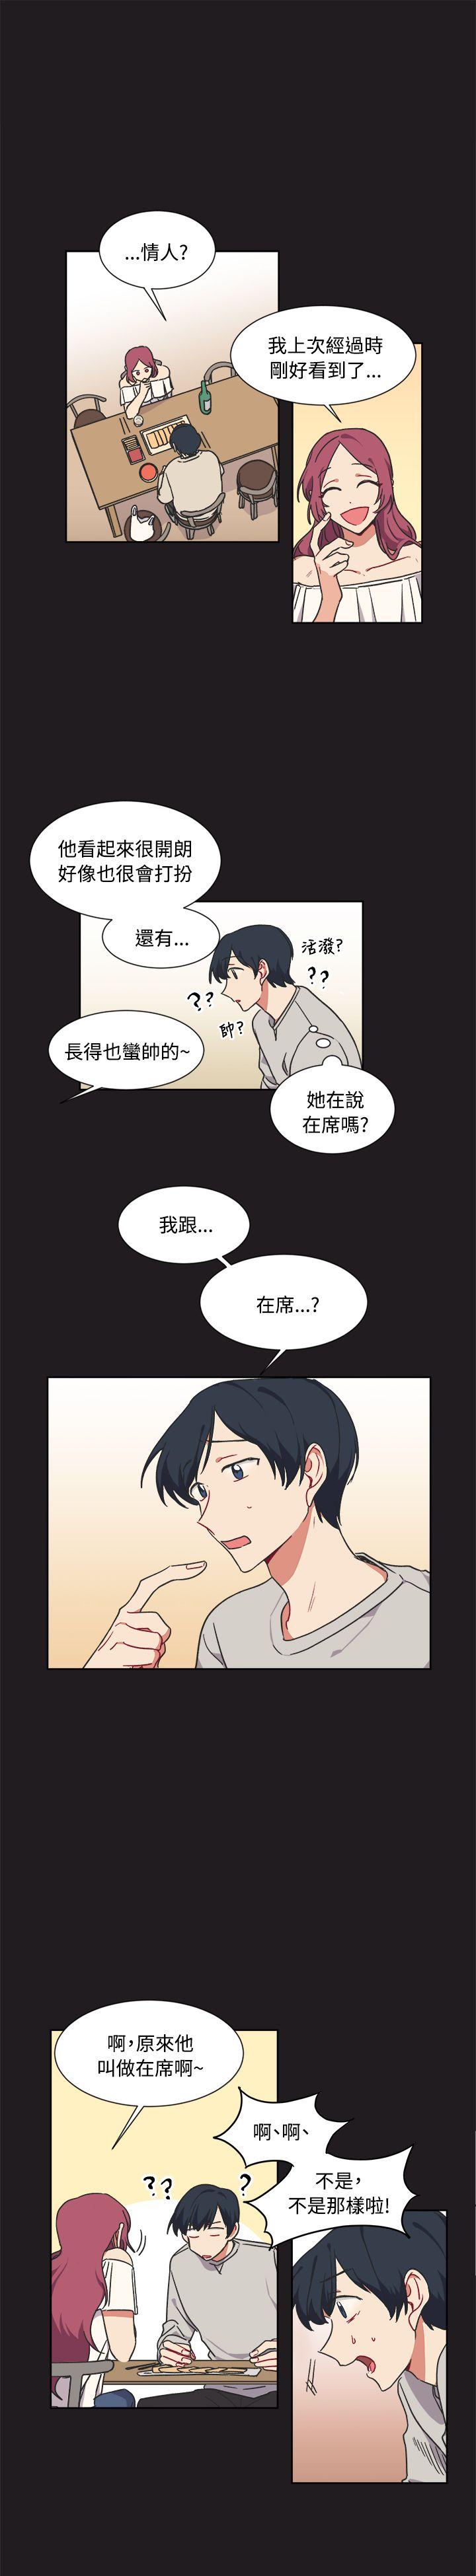 ...情人?
我上次經過時
剛好看到了...
他看起來很開朗
好像也很會打扮
還有...
活潑?
??
??
帥?
長得也蠻帥的~
她在說
在席嗎?
我跟...
在席...?
啊,原來他
叫做在席啊~
??
?
啊、啊、
不是,
不是那樣啦!